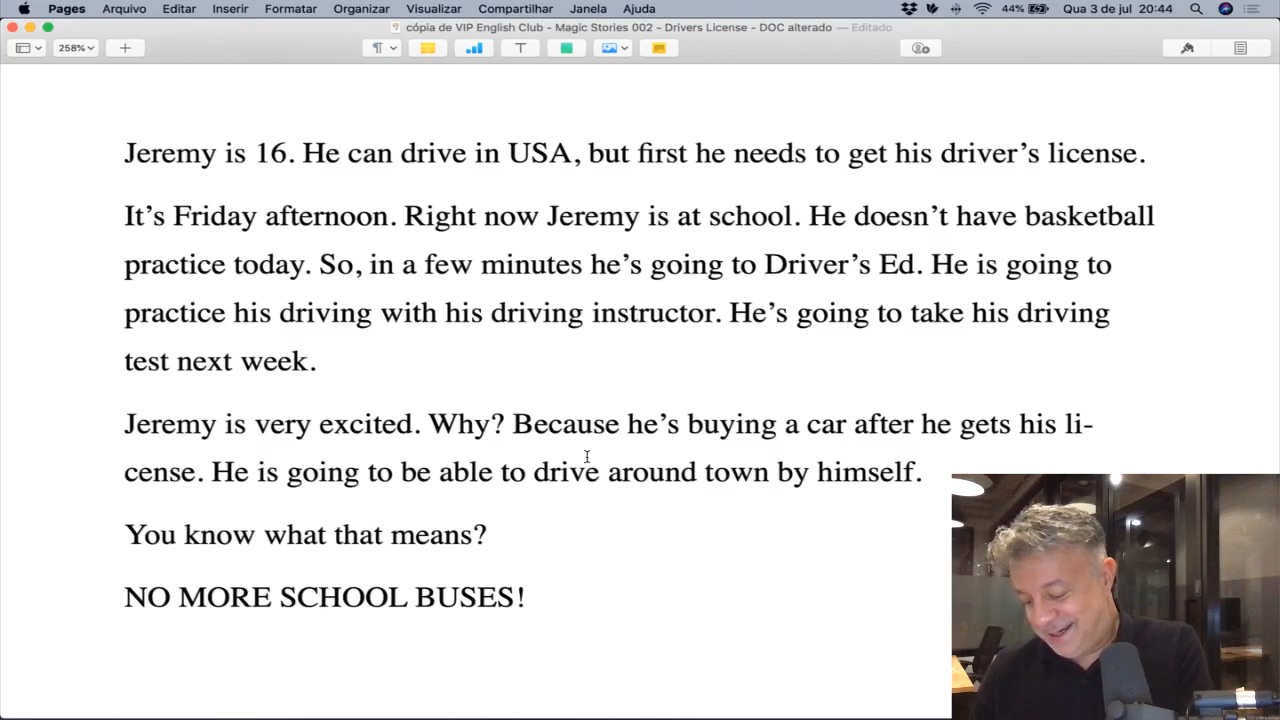 Pages Arquivo Editar Inserir Formatar Organizar Visualizar Compartilhar Janela Ajuda 44% Qua 3 de jul 20:44
cópia de VIP English Club - Magic Stories 002 - Drivers License - DOC alterado — Editado
258%
Jeremy is 16. He can drive in USA, but first he needs to get his driver’s license.
It’s Friday afternoon. Right now Jeremy is at school. He doesn’t have basketball
practice today. So, in a few minutes he’s going to Driver’s Ed. He is going to
practice his driving with his driving instructor. He’s going to take his driving
test next week.
Jeremy is very excited. Why? Because he’s buying a car after he gets his li-
cense. He is going to be able to drive around town by himself.
You know what that means?
NO MORE SCHOOL BUSES!